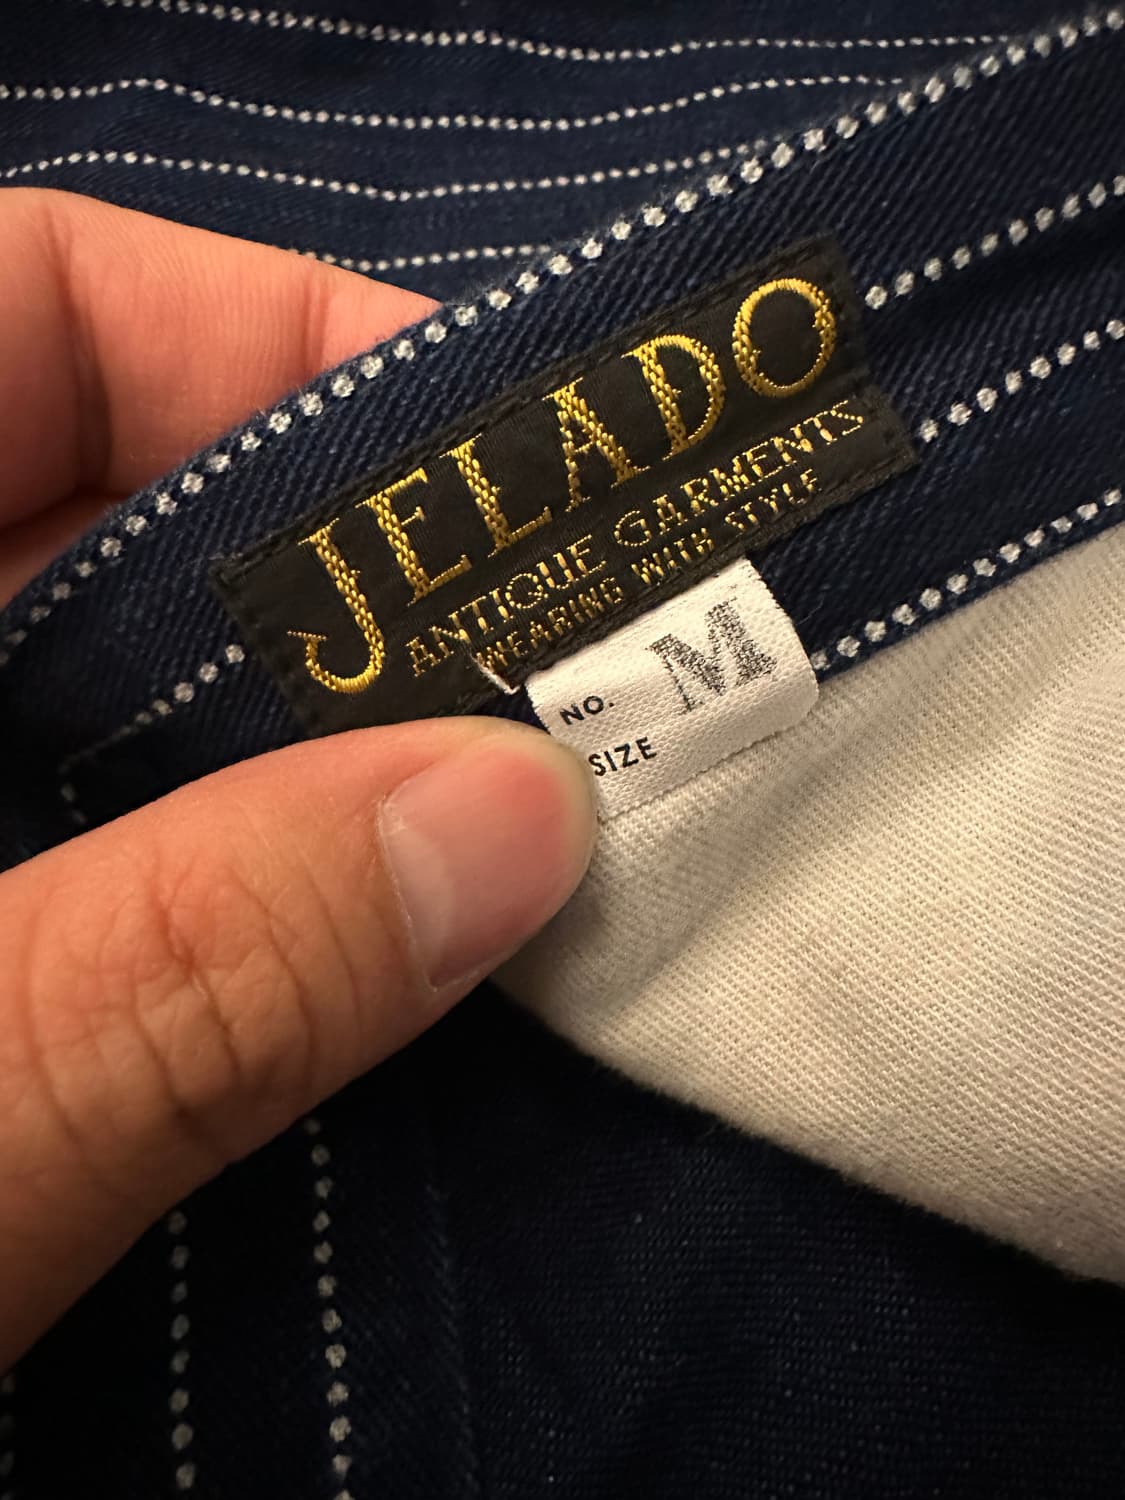 JELADO
ANTIQUE GARMENTS
WEARING WITH STYLE
NO. M
SIZE